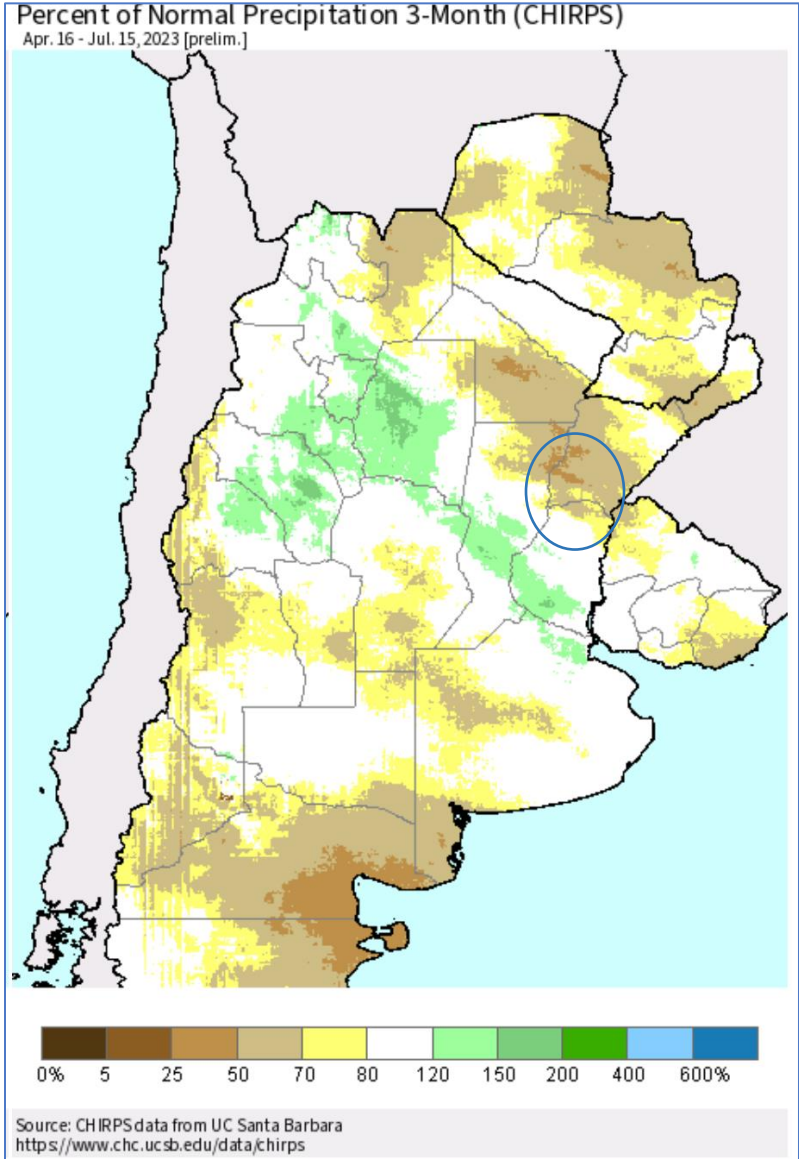 Percent of Normal Precipitation 3-Month (CHIRPS)
Apr. 16 - Jul. 15, 2023 [prelim.]
0% 5 25 50 70 80 120 150 200 400 600%
Source: CHIRPS data from UC Santa Barbara
https://www.chc.ucsb.edu/data/chirps